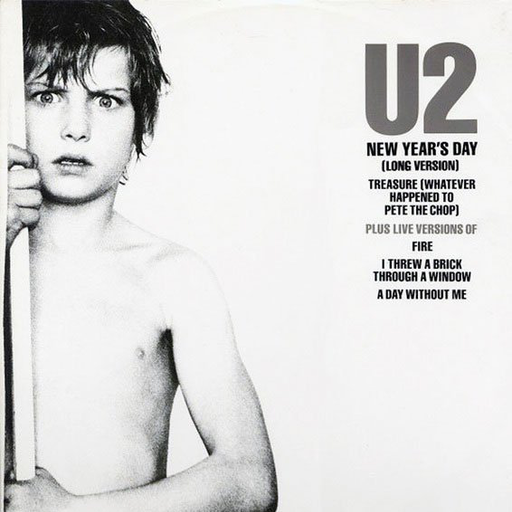 U2
NEW YEAR'S DAY
(LONG VERSION)
TREASURE (WHATEVER
HAPPENED TO
PETE THE CHOP)
PLUS LIVE VERSIONS OF
FIRE
I THREW A BRICK
THROUGH A WINDOW
A DAY WITHOUT ME